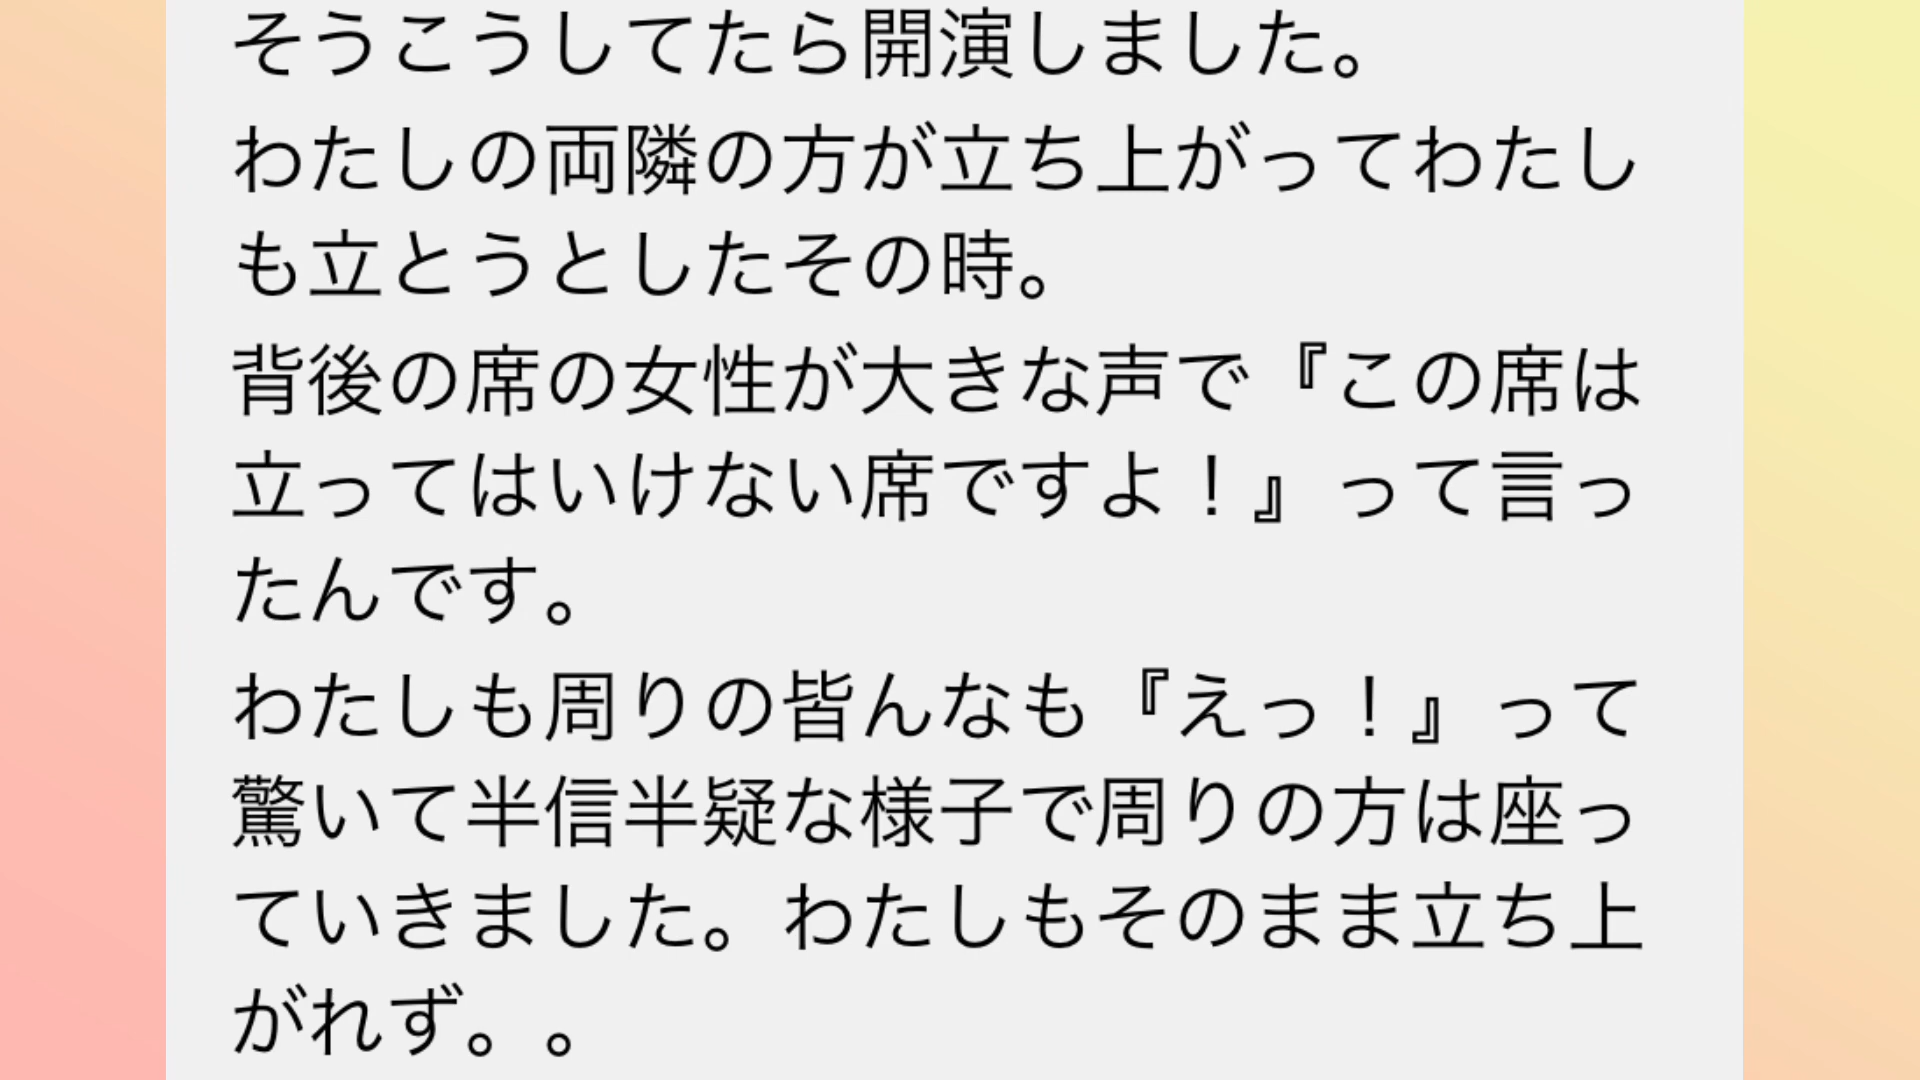 そうこうしてたら開演しました。
わたしの両隣の方が立ち上がってわたし
も立とうとしたその時。
背後の席の女性が大きな声で『この席は
立ってはいけない席ですよ！』って言っ
たんです。
わたしも周りの皆んなも『えっ！』って
驚いて半信半疑な様子で周りの方は座っ
ていきました。わたしもそのまま立ち上
がれず。。